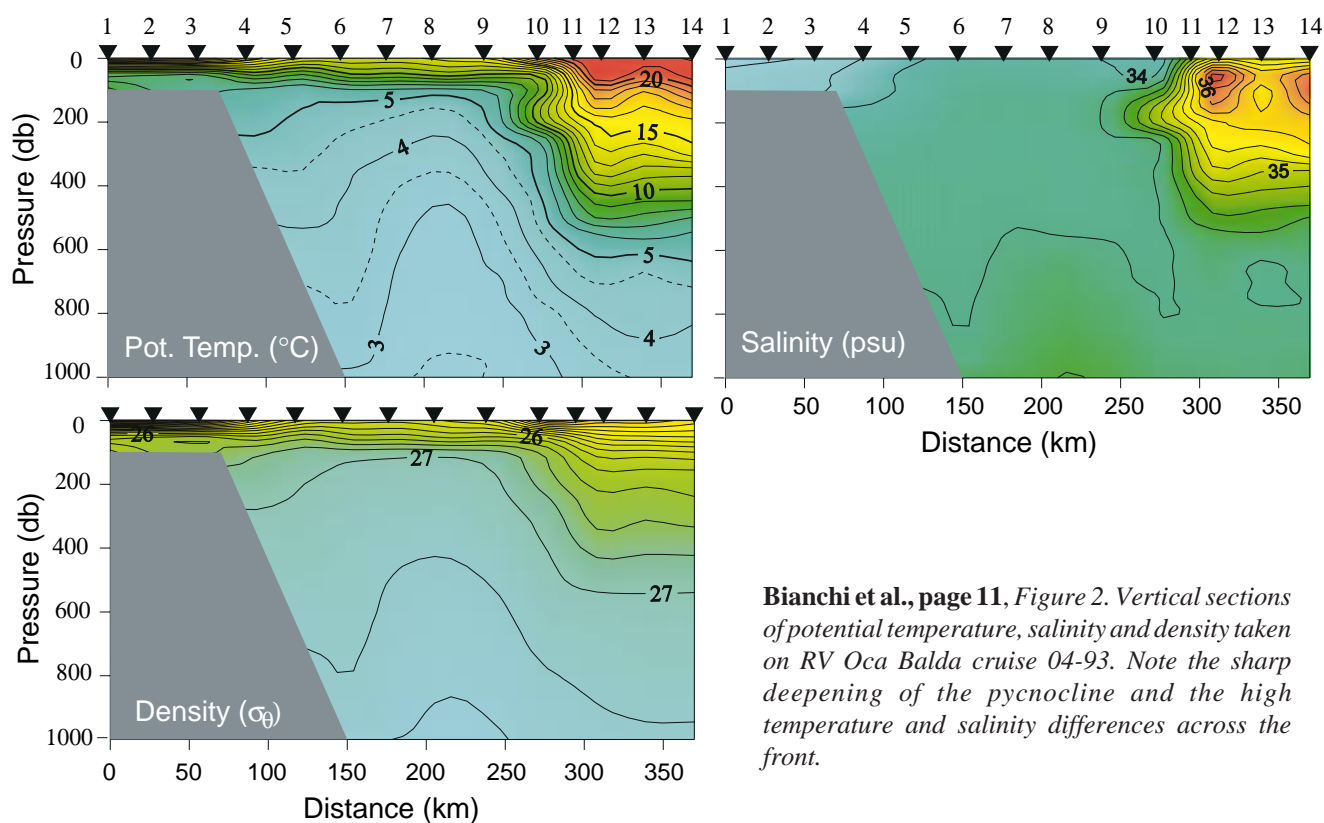 1 2 3 4 5 6 7 8 9 10 11 12 13 14
0
200
400
600
800
1000
Pressure (db)
5
4
3
3
4
5
10
15
20
Pot. Temp. (°C)
1 2 3 4 5 6 7 8 9 10 11 12 13 14
34
36
35
Salinity (psu)
0 50 100 150 200 250 300 350
Distance (km)
0
200
400
600
800
1000
Pressure (db)
26
26
27
27
Density (σθ)
0 50 100 150 200 250 300 350
Distance (km)
Bianchi et al., page 11, Figure 2. Vertical sections
of potential temperature, salinity and density taken
on RV Oca Balda cruise 04-93. Note the sharp
deepening of the pycnocline and the high
temperature and salinity differences across the
front.